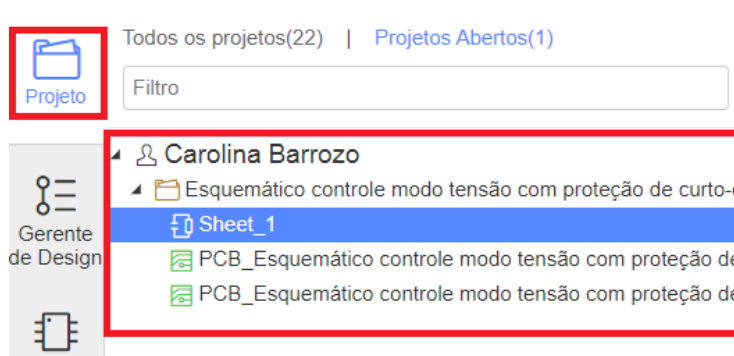 Todos os projetos(22) | Projetos Abertos(1)
Projeto
Filtro
Carolina Barrozo
Esquemático controle modo tensão com proteção de curto-
Sheet_1
Gerente
de Design
PCB_Esquemático controle modo tensão com proteção de
PCB_Esquemático controle modo tensão com proteção de